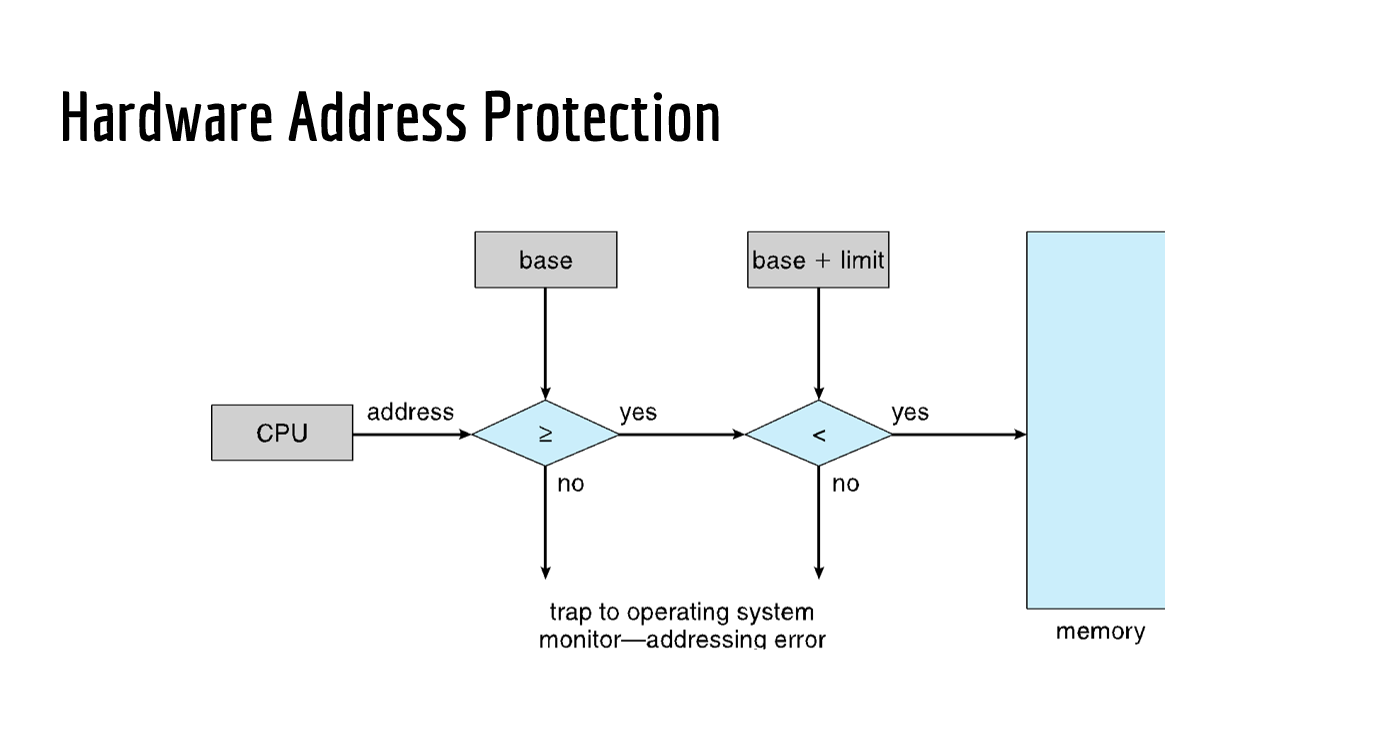 Hardware Address Protection
base
base + limit
CPU
address
≥
yes
<
yes
no
no
trap to operating system
monitor—addressing error
memory